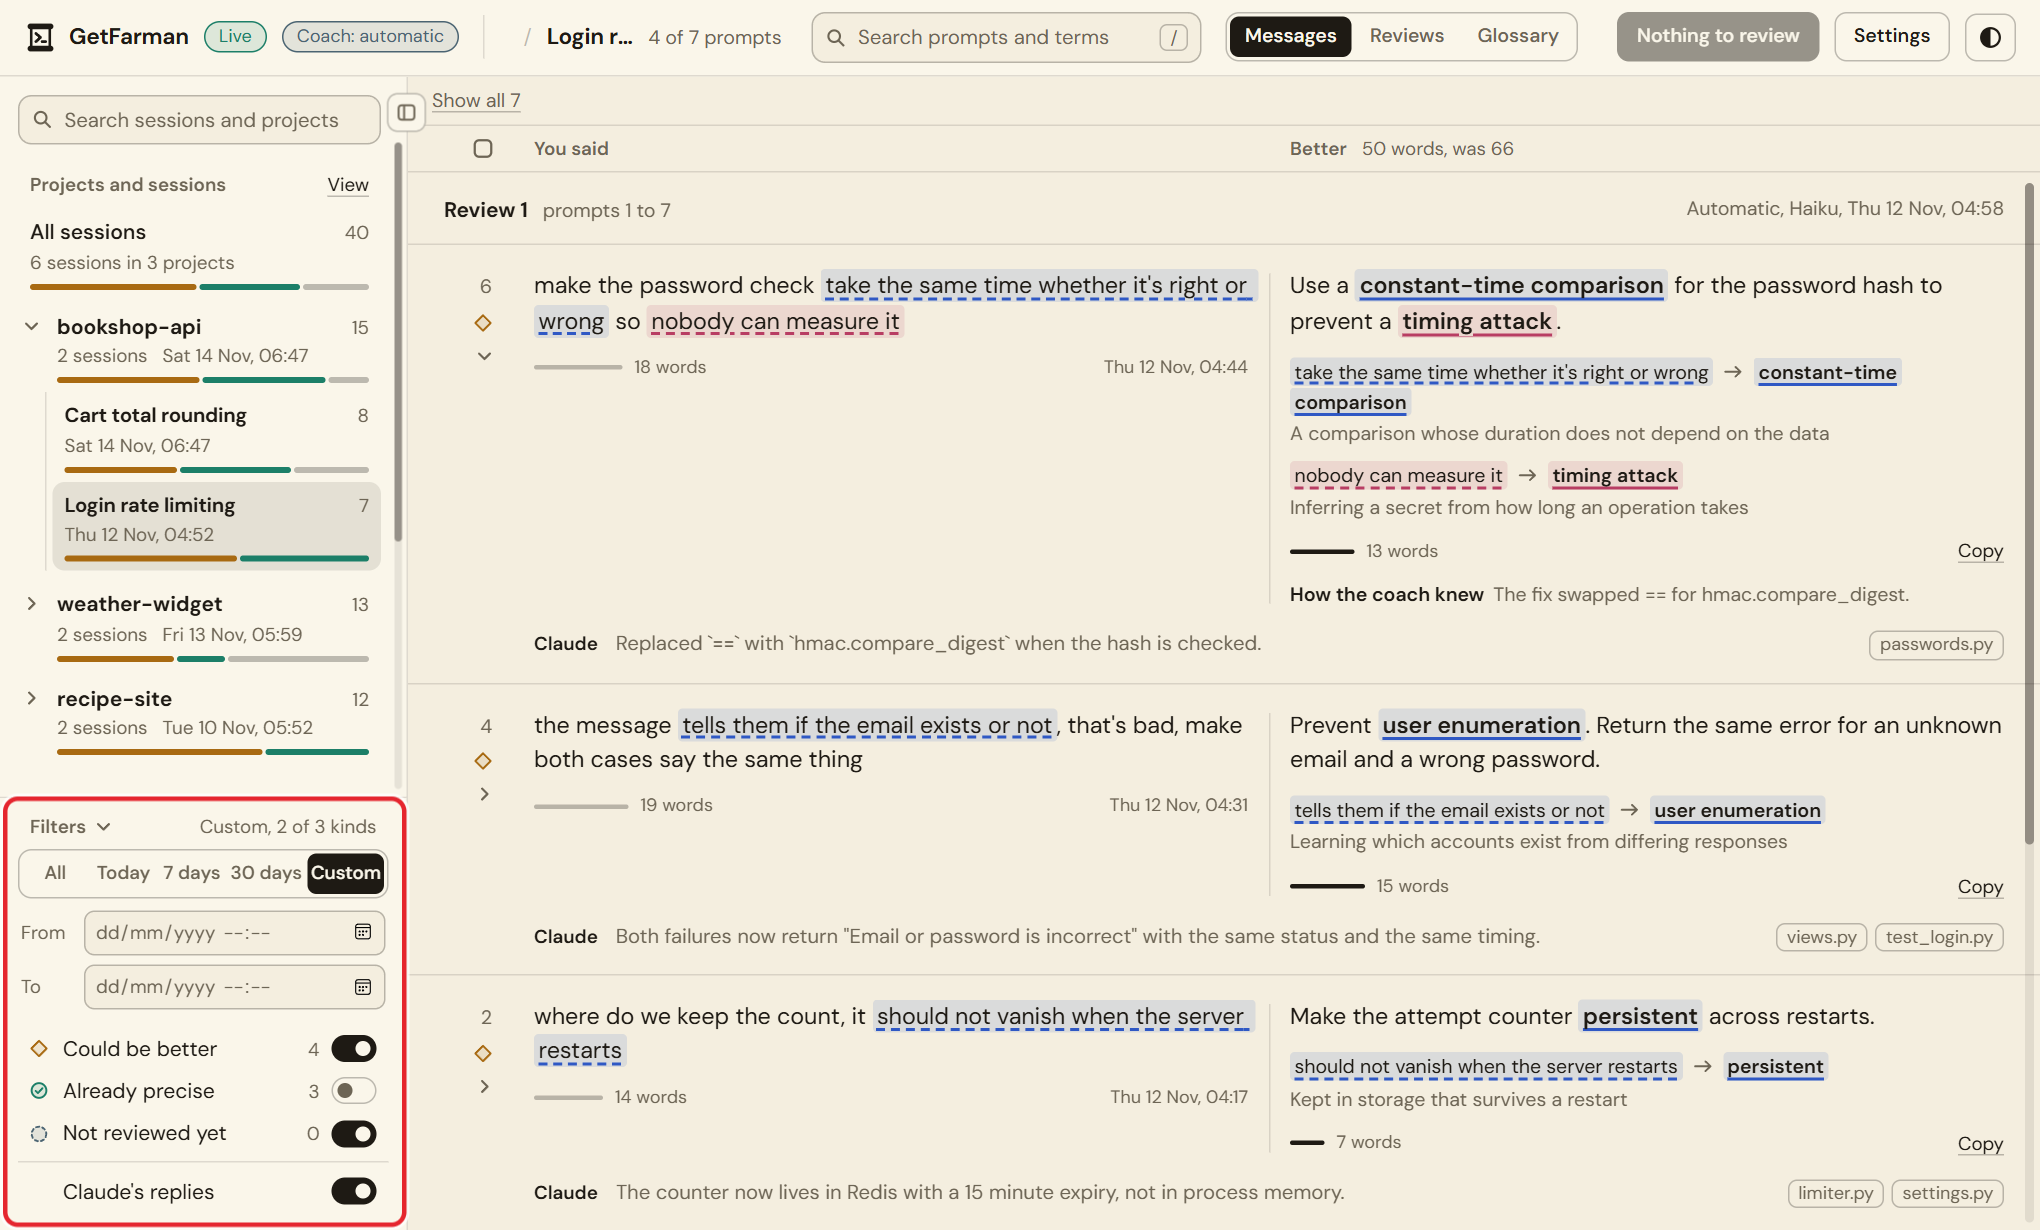 GetFarman
Live
Coach: automatic
/ Login r... 4 of 7 prompts
Search prompts and terms
/
Messages
Reviews
Glossary
Nothing to review
Settings
Search sessions and projects
Projects and sessions
View
All sessions
40
6 sessions in 3 projects
bookshop-api
15
2 sessions Sat 14 Nov, 06:47
Cart total rounding
8
Sat 14 Nov, 06:47
Login rate limiting
7
Thu 12 Nov, 04:52
weather-widget
13
2 sessions Fri 13 Nov, 05:59
recipe-site
12
2 sessions Tue 10 Nov, 05:52
Filters
Custom, 2 of 3 kinds
All
Today
7 days
30 days
Custom
From
dd/mm/yyyy --:--
To
dd/mm/yyyy --:--
Could be better
4
Already precise
3
Not reviewed yet
0
Claude's replies
Show all 7
You said
Better 50 words, was 66
Review 1 prompts 1 to 7
Automatic, Haiku, Thu 12 Nov, 04:58
6
make the password check take the same time whether it's right or
wrong so nobody can measure it
18 words
Thu 12 Nov, 04:44
Use a constant-time comparison for the password hash to
prevent a timing attack.
take the same time whether it's right or wrong → constant-time
comparison
A comparison whose duration does not depend on the data
nobody can measure it → timing attack
Inferring a secret from how long an operation takes
13 words
Copy
How the coach knew The fix swapped == for hmac.compare_digest.
Claude Replaced `==` with `hmac.compare_digest` when the hash is checked.
passwords.py
4
the message tells them if the email exists or not, that's bad, make
both cases say the same thing
19 words
Thu 12 Nov, 04:31
Prevent user enumeration. Return the same error for an unknown
email and a wrong password.
tells them if the email exists or not → user enumeration
Learning which accounts exist from differing responses
15 words
Copy
Claude Both failures now return "Email or password is incorrect" with the same status and the same timing.
views.py
test_login.py
2
where do we keep the count, it should not vanish when the server
restarts
14 words
Thu 12 Nov, 04:17
Make the attempt counter persistent across restarts.
should not vanish when the server restarts → persistent
Kept in storage that survives a restart
7 words
Copy
Claude The counter now lives in Redis with a 15 minute expiry, not in process memory.
limiter.py
settings.py